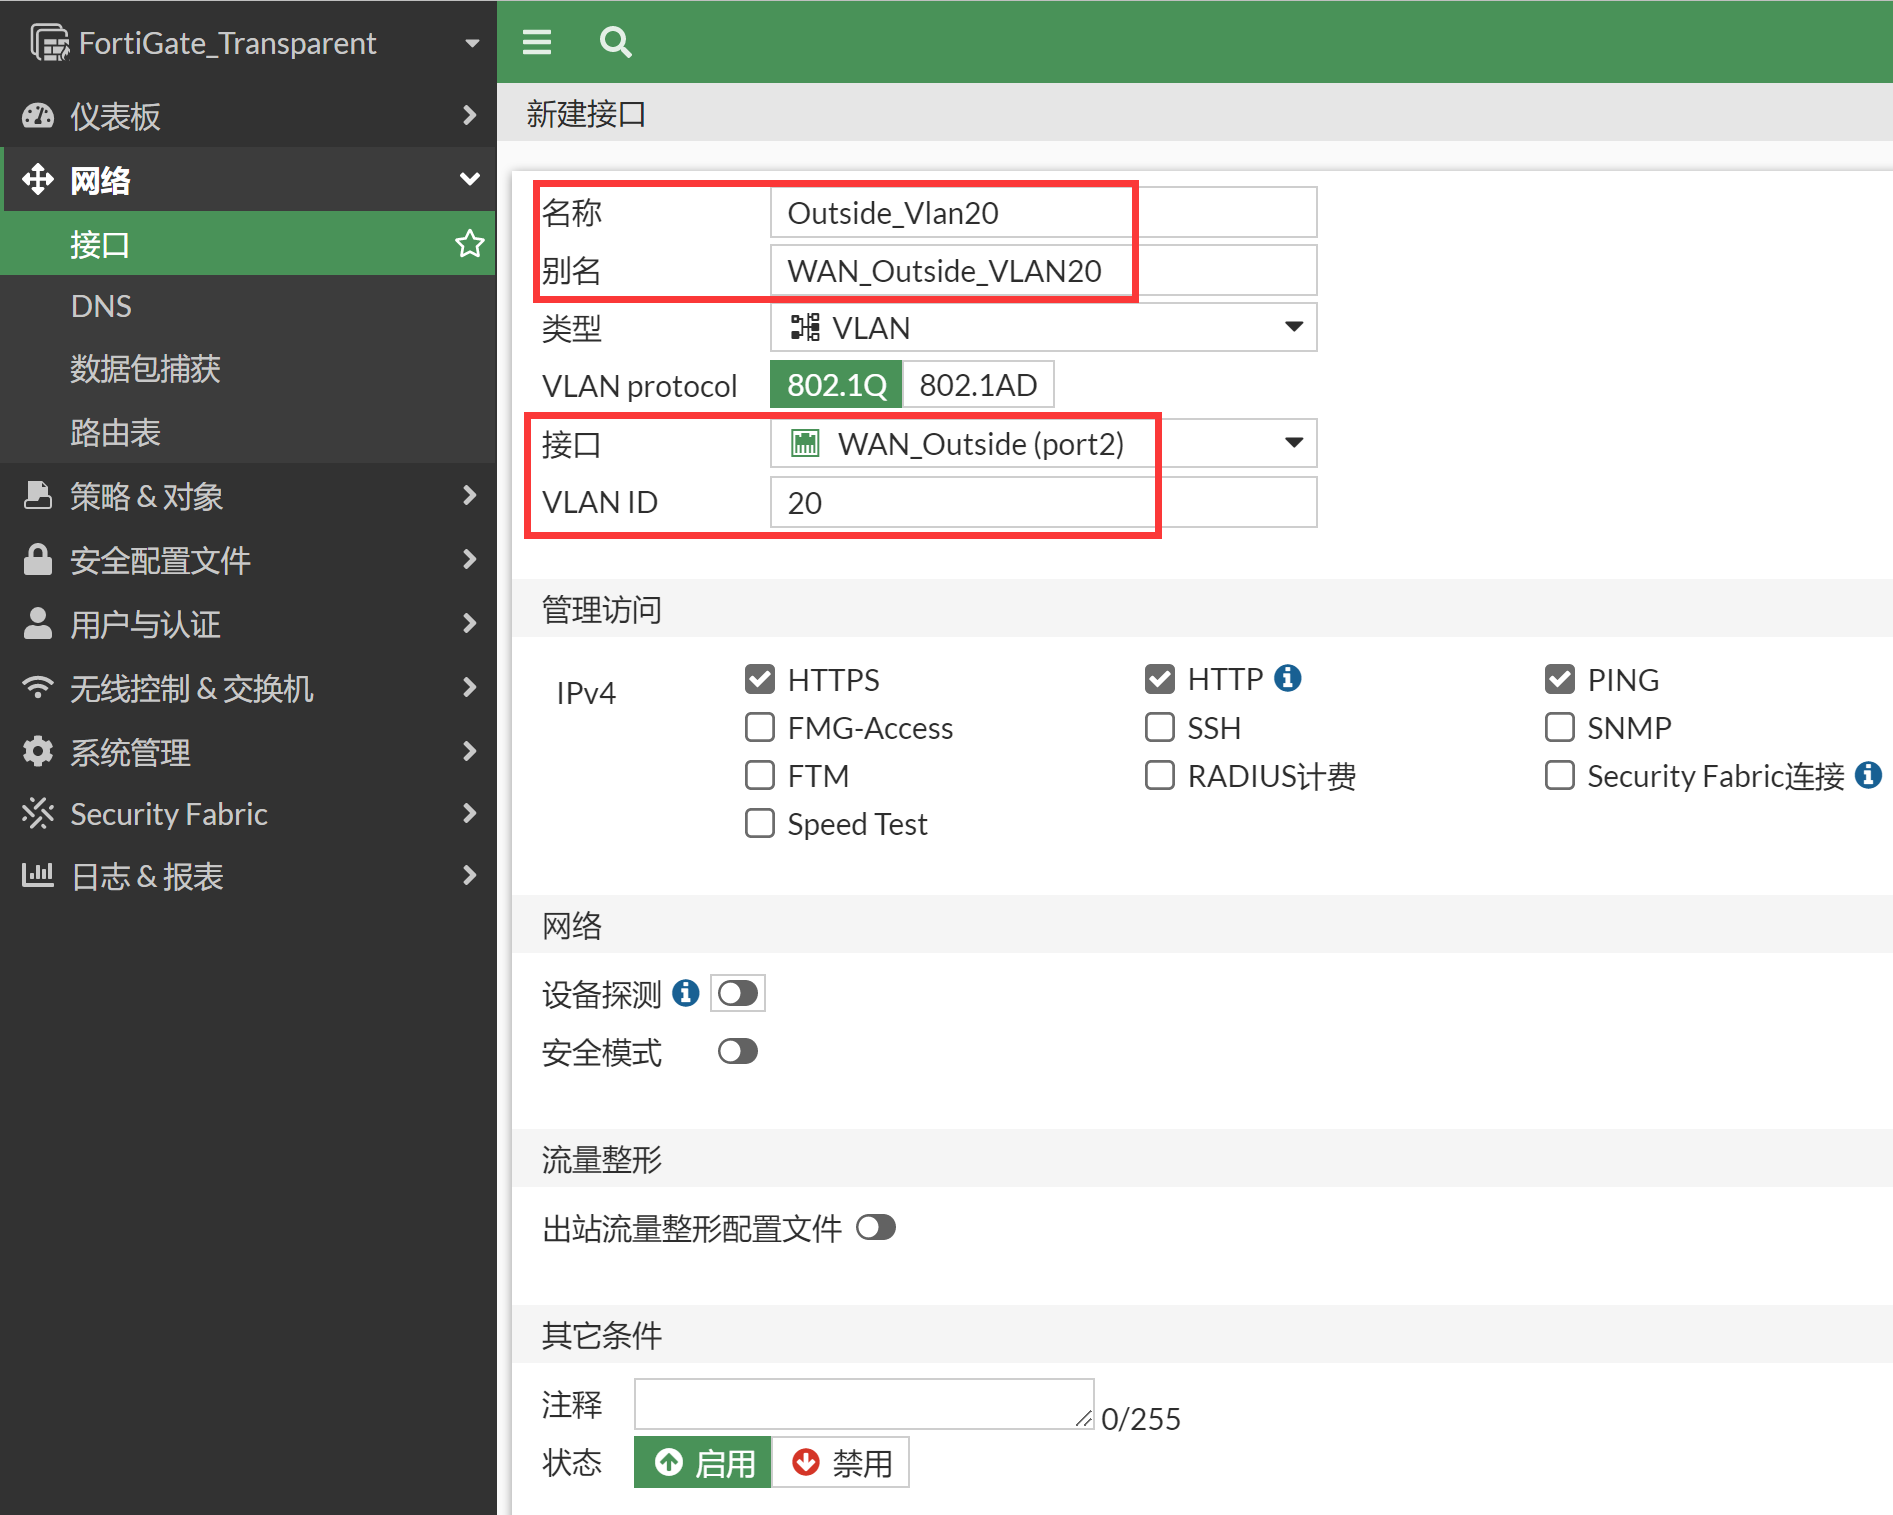 FortiGate_Transparent
仪表板
网络
接口
DNS
数据包捕获
路由表
策略 & 对象
安全配置文件
用户与认证
无线控制 & 交换机
系统管理
Security Fabric
日志 & 报表
新建接口
名称 Outside_Vlan20
别名 WAN_Outside_VLAN20
类型 VLAN
VLAN protocol 802.1Q 802.1AD
接口 WAN_Outside (port2)
VLAN ID 20
管理访问
IPv4 HTTPS HTTP PING
FMG-Access SSH SNMP
FTM RADIUS计费 Security Fabric连接
Speed Test
网络
设备探测
安全模式
流量整形
出站流量整形配置文件
其它条件
注释 0/255
状态 启用 禁用